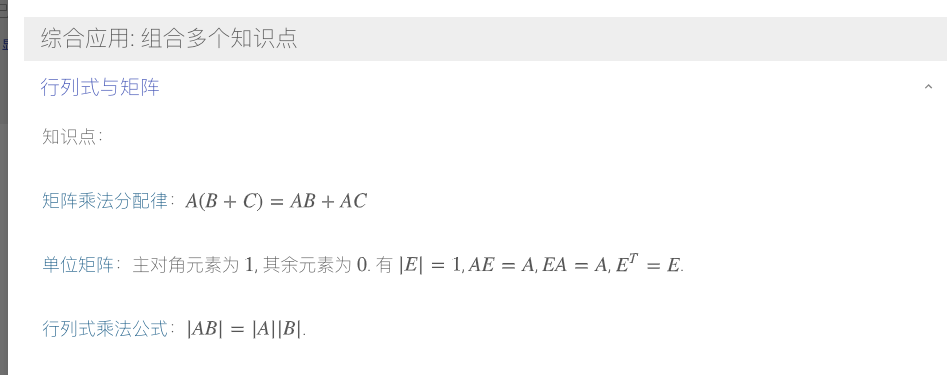 综合应用: 组合多个知识点
行列式与矩阵
知识点：
矩阵乘法分配律：A(B + C) = AB + AC
单位矩阵：主对角元素为 1, 其余元素为 0. 有 |E| = 1, AE = A, EA = A, E^T = E.
行列式乘法公式：|AB| = |A||B|.